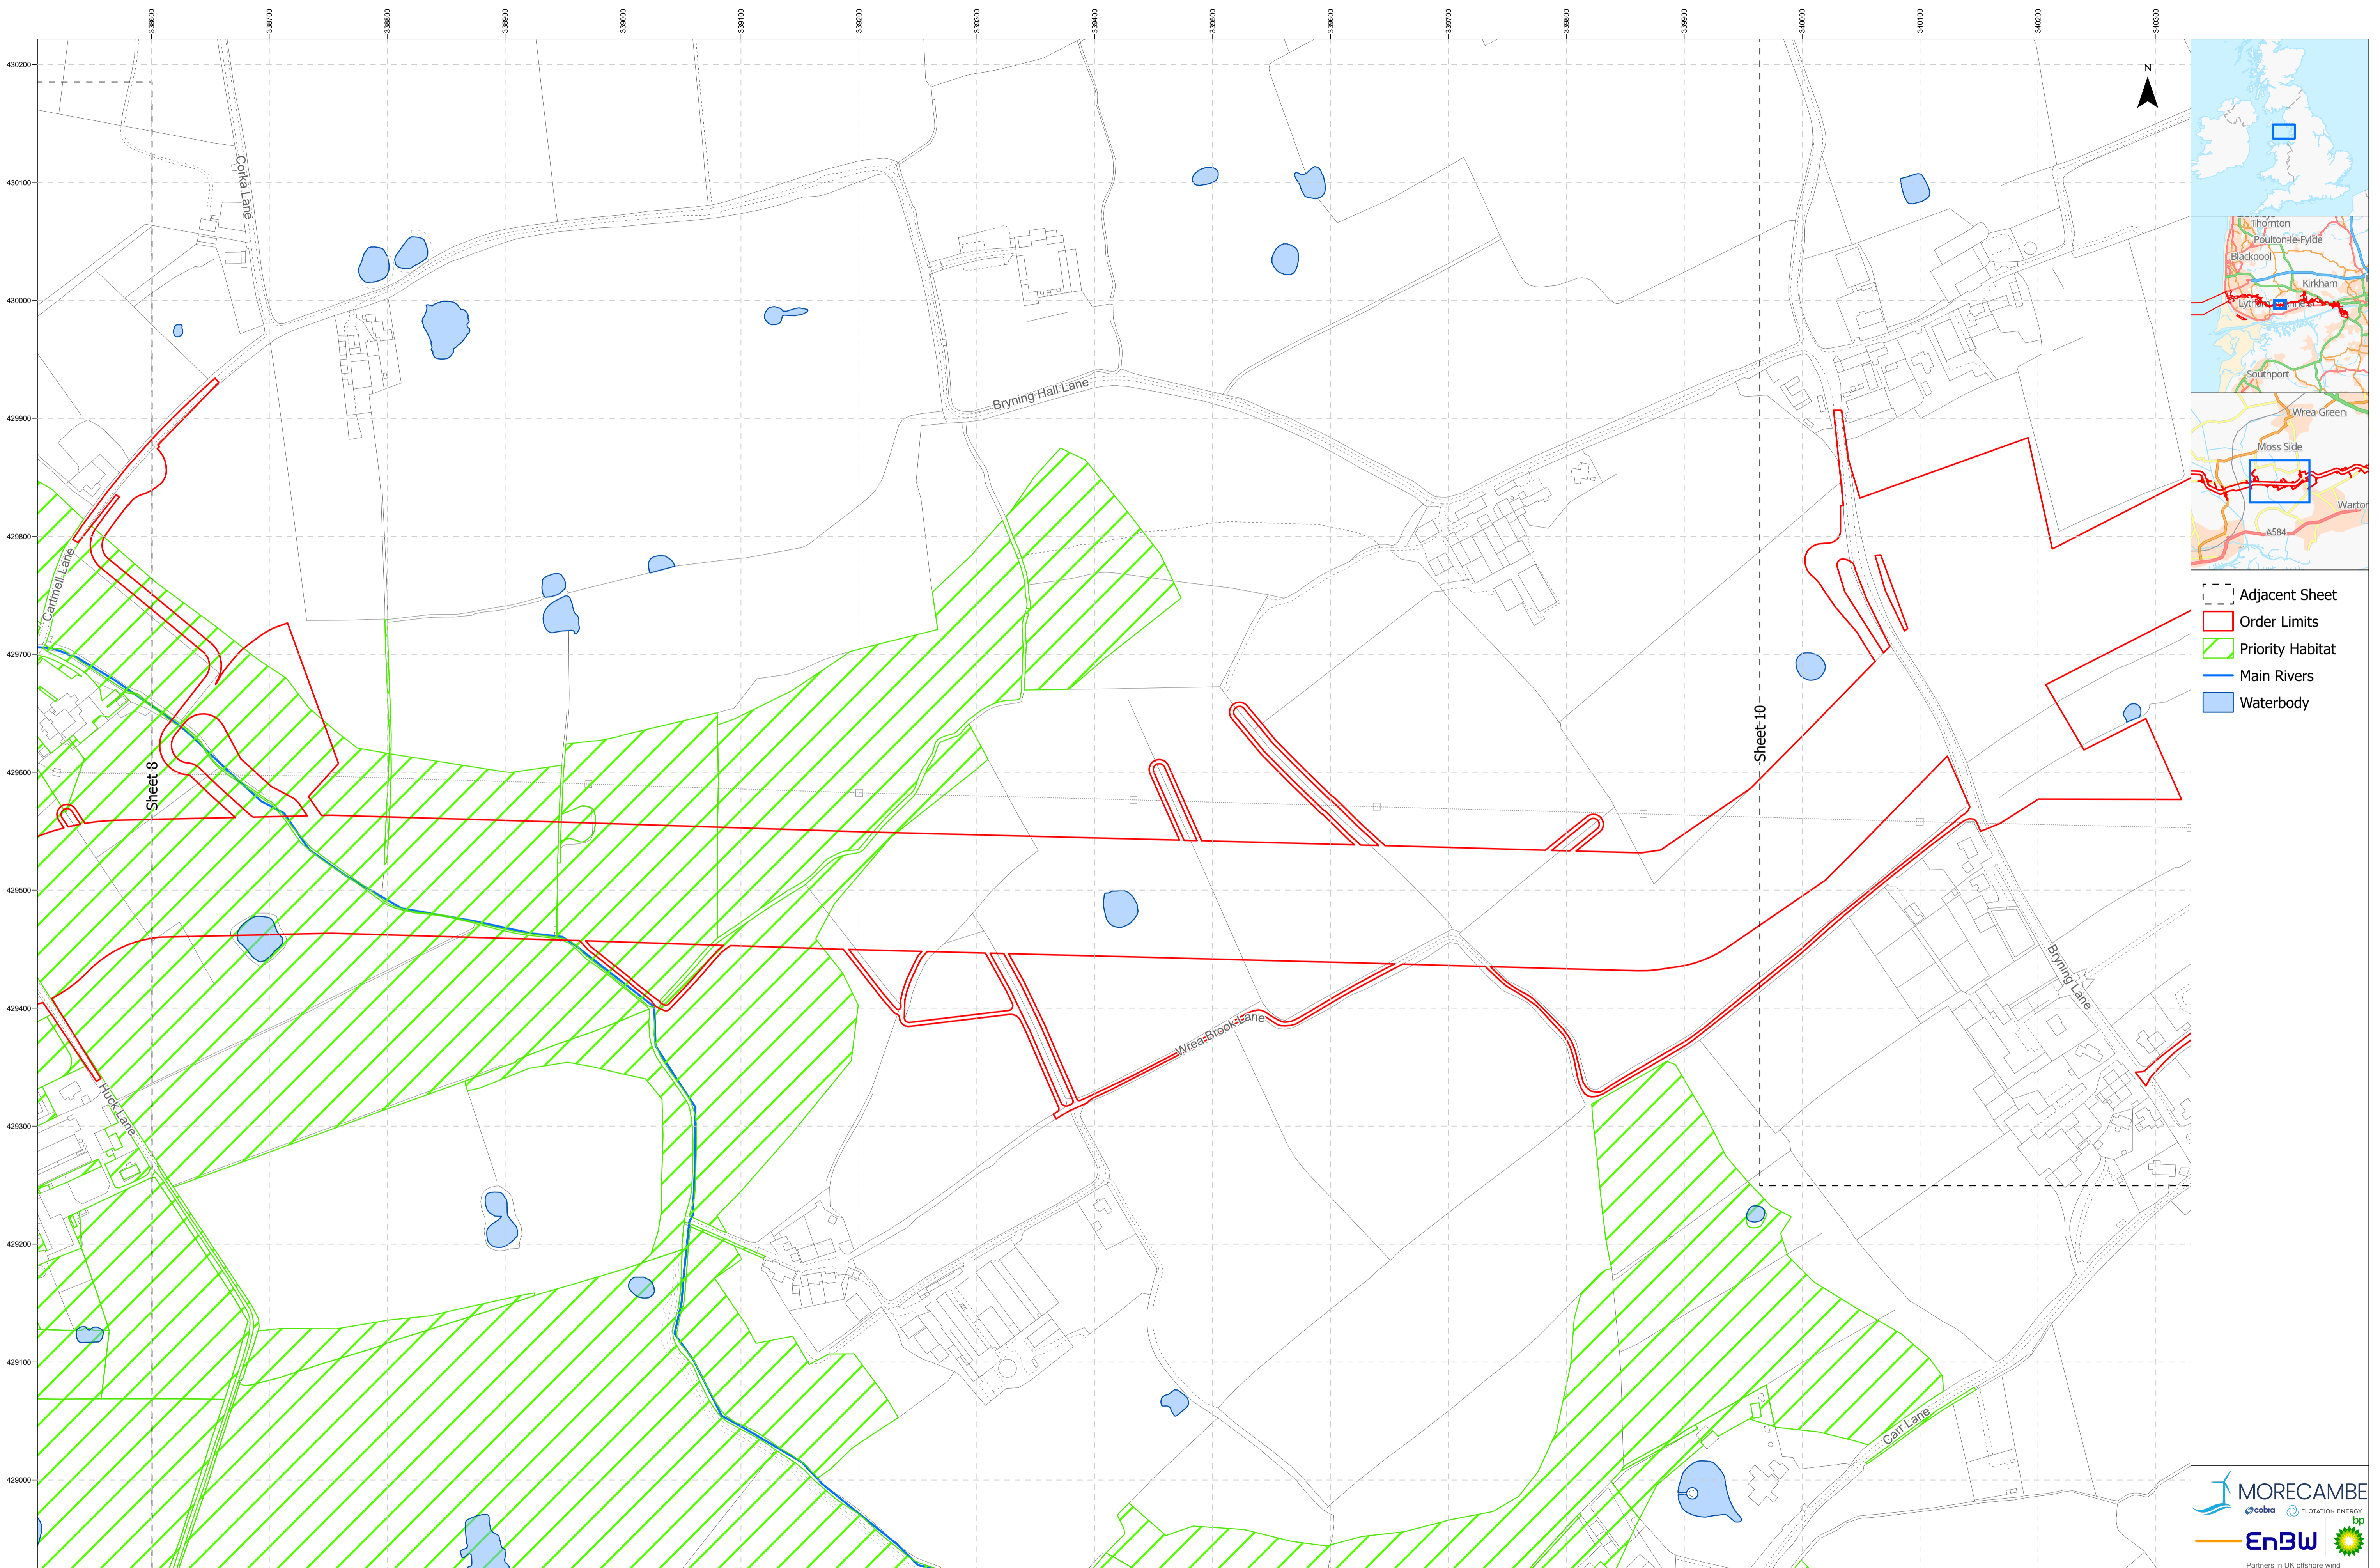 338600
338700
338800
338900
339000
339100
339200
339300
339400
339500
339600
339700
339800
339900
340000
340100
340200
340300
430200
430100
430000
429900
429800
429700
429600
429500
429400
429300
429200
429100
429000
N
Corka Lane
Bryning Hall Lane
Cartmell Lane
Sheet 8
Sheet 10
Wrea Brook Lane
Bryning Lane
Huck Lane
Carr Lane
Thornton
Poulton-le-Fylde
Blackpool
Kirkham
Southport
Wrea Green
Moss Side
Warton
A584
Adjacent Sheet
Order Limits
Priority Habitat
Main Rivers
Waterbody
MORECAMBE
cobra
FLOTATION ENERGY
bp
EnBW
Partners in UK offshore wind